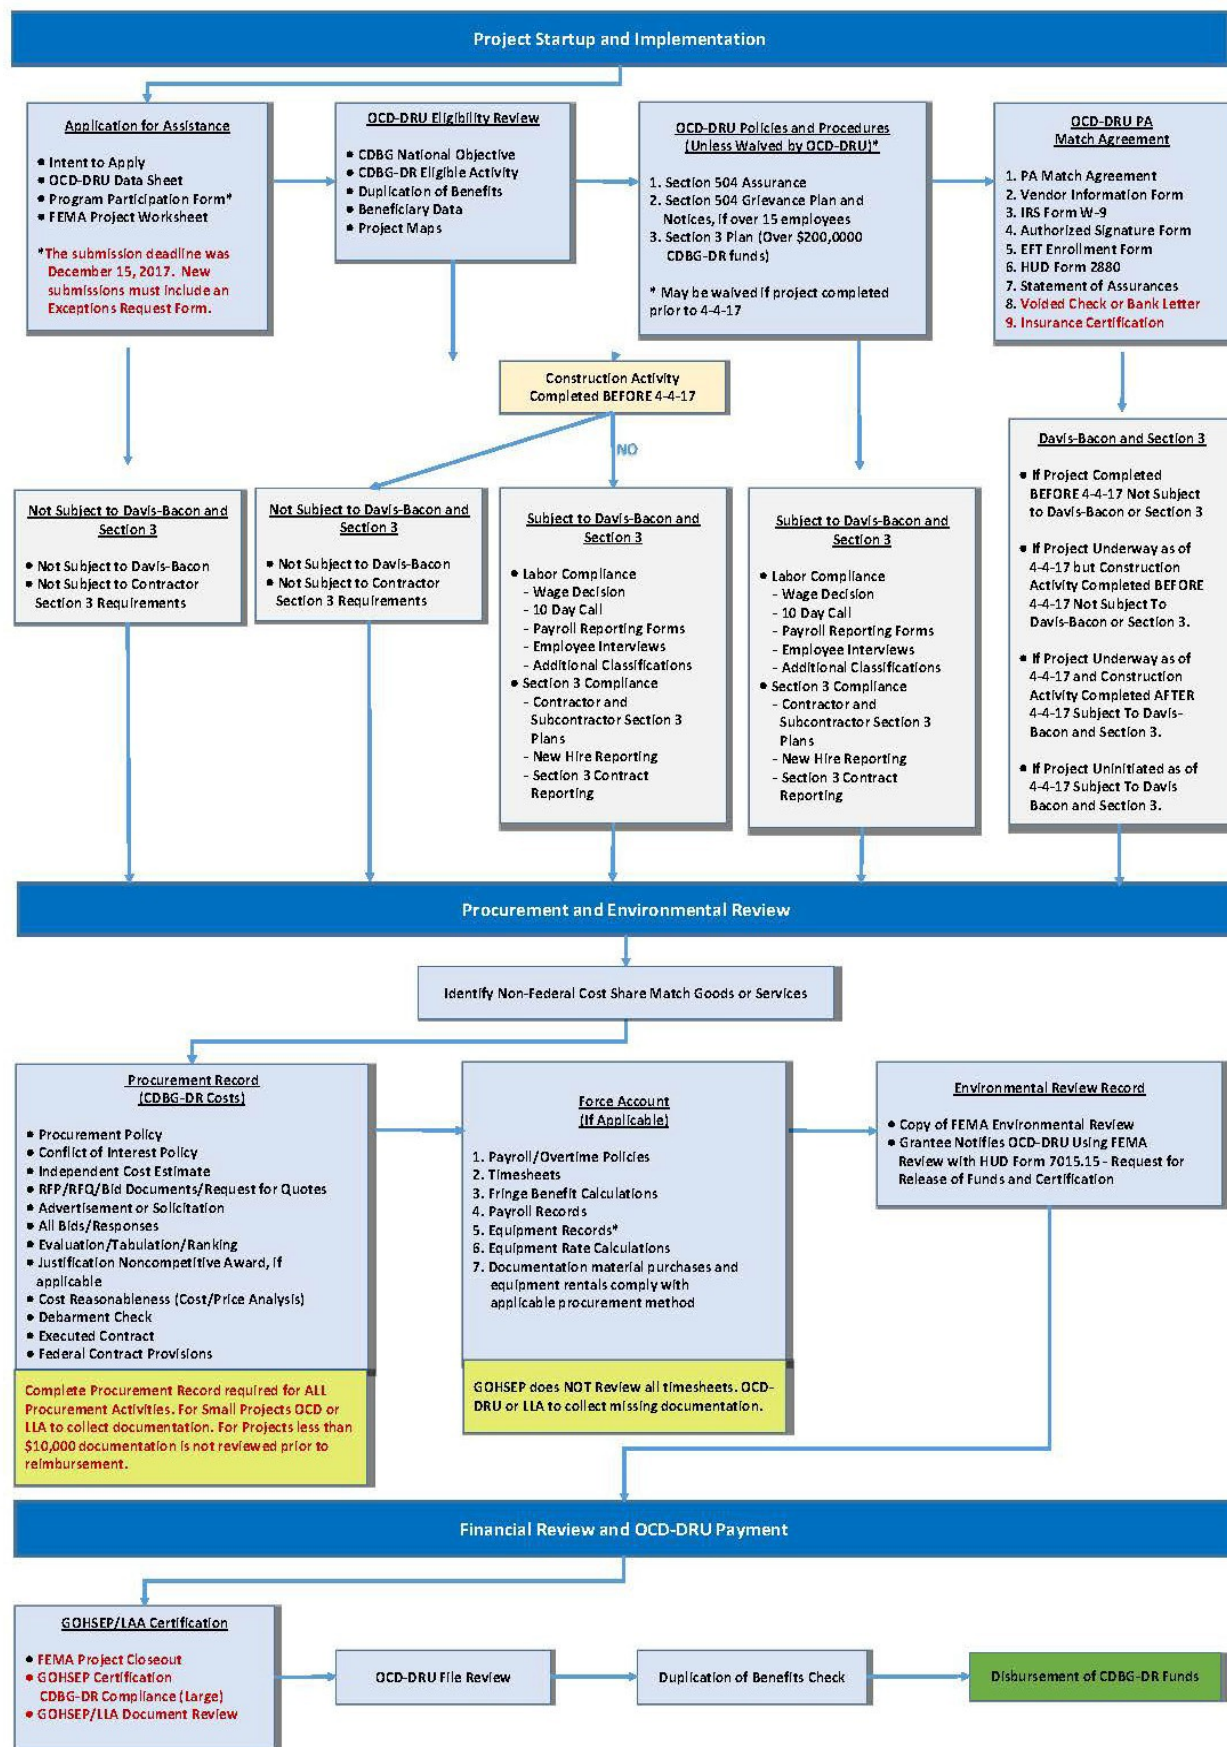 Project Startup and Implementation
Application for Assistance
● Intent to Apply
● OCD-DRU Data Sheet
● Program Participation Form*
● FEMA Project Worksheet
*The submission deadline was
December 15, 2017. New
submissions must include an
Exceptions Request Form.
OCD-DRU Eligibility Review
● CDBG National Objective
● CDBG-DR Eligible Activity
● Duplication of Benefits
● Beneficiary Data
● Project Maps
OCD-DRU Policies and Procedures
(Unless Waived by OCD-DRU)*
1. Section 504 Assurance
2. Section 504 Grievance Plan and
Notices, if over 15 employees
3. Section 3 Plan (Over $200,0000
CDBG-DR funds)
* May be waived if project completed
prior to 4-4-17
OCD-DRU PA
Match Agreement
1. PA Match Agreement
2. Vendor Information Form
3. IRS Form W-9
4. Authorized Signature Form
5. EFT Enrollment Form
6. HUD Form 2880
7. Statement of Assurances
8. Voided Check or Bank Letter
9. Insurance Certification
Construction Activity
Completed BEFORE 4-4-17
NO
Not Subject to Davis-Bacon and
Section 3
● Not Subject to Davis-Bacon
● Not Subject to Contractor
Section 3 Requirements
Not Subject to Davis-Bacon and
Section 3
● Not Subject to Davis-Bacon
● Not Subject to Contractor
Section 3 Requirements
Subject to Davis-Bacon and
Section 3
● Labor Compliance
- Wage Decision
- 10 Day Call
- Payroll Reporting Forms
- Employee Interviews
- Additional Classifications
● Section 3 Compliance
- Contractor and
Subcontractor Section 3
Plans
- New Hire Reporting
- Section 3 Contract
Reporting
Subject to Davis-Bacon and
Section 3
● Labor Compliance
- Wage Decision
- 10 Day Call
- Payroll Reporting Forms
- Employee Interviews
- Additional Classifications
● Section 3 Compliance
- Contractor and
Subcontractor Section 3
Plans
- New Hire Reporting
- Section 3 Contract
Reporting
Davis-Bacon and Section 3
● If Project Completed
BEFORE 4-4-17 Not Subject
to Davis-Bacon or Section 3
● If Project Underway as of
4-4-17 but Construction
Activity Completed BEFORE
4-4-17 Not Subject To
Davis-Bacon or Section 3.
● If Project Underway as of
4-4-17 and Construction
Activity Completed AFTER
4-4-17 Subject To Davis-
Bacon and Section 3.
● If Project Uninitiated as of
4-4-17 Subject To Davis
Bacon and Section 3.
Procurement and Environmental Review
Identify Non-Federal Cost Share Match Goods or Services
Procurement Record
(CDBG-DR Costs)
● Procurement Policy
● Conflict of Interest Policy
● Independent Cost Estimate
● RFP/RFQ/Bid Documents/Request for Quotes
● Advertisement or Solicitation
● All Bids/Responses
● Evaluation/Tabulation/Ranking
● Justification Noncompetitive Award, if
applicable
● Cost Reasonableness (Cost/Price Analysis)
● Debarment Check
● Executed Contract
● Federal Contract Provisions
Complete Procurement Record required for ALL
Procurement Activities. For Small Projects OCD or
LLA to collect documentation. For Projects less than
$10,000 documentation is not reviewed prior to
reimbursement.
Force Account
(If Applicable)
1. Payroll/Overtime Policies
2. Timesheets
3. Fringe Benefit Calculations
4. Payroll Records
5. Equipment Records*
6. Equipment Rate Calculations
7. Documentation material purchases and
equipment rentals comply with
applicable procurement method
GOHSEP does NOT Review all timesheets. OCD-
DRU or LLA to collect missing documentation.
Environmental Review Record
● Copy of FEMA Environmental Review
● Grantee Notifies OCD-DRU Using FEMA
Review with HUD Form 7015.15 - Request for
Release of Funds and Certification
Financial Review and OCD-DRU Payment
GOHSEP/LAA Certification
● FEMA Project Closeout
● GOHSEP Certification
CDBG-DR Compliance (Large)
● GOHSEP/LLA Document Review
OCD-DRU File Review
Duplication of Benefits Check
Disbursement of CDBG-DR Funds